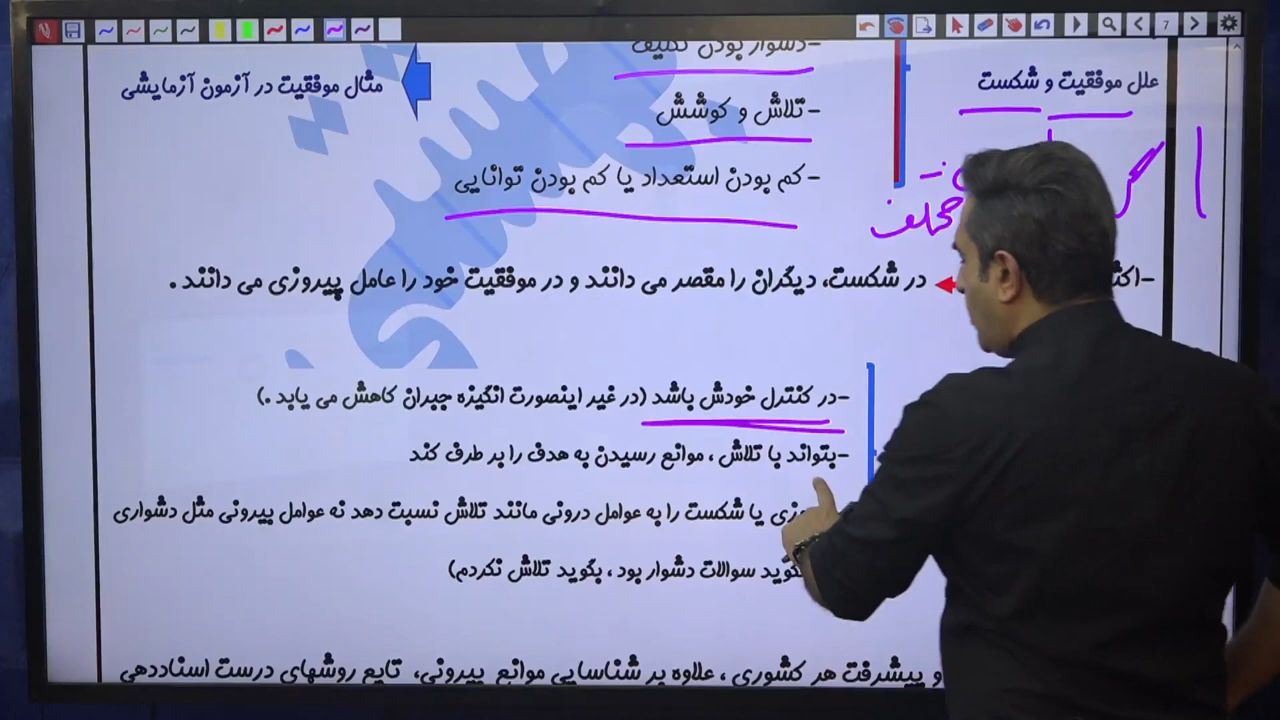 -دشوار بودن تکلیف
علل موفقیت و شکست
-تلاش و کوشش
مثال موفقیت در آزمون آزمایشی
-کم بودن استعداد یا کم بودن توانایی
مختلف
در شکست، دیگران را مقصر می دانند و در موفقیت خود را عامل پیروزی می دانند .
-در کنترل خودش باشد (در غیر اینصورت انگیزه جبران کاهش می یابد .)
-بتواند با تلاش ، موانع رسیدن به هدف را بر طرف کند
یا شکست را به عوامل درونی مانند تلاش نسبت دهد نه عوامل بیرونی مثل دشواری
سوالات دشوار بود ، بگوید تلاش نکردم)
و پیشرفت هر کشوری ، علاوه بر شناسایی موانع بیرونی، تابع روشهای درست اسناددهی
7